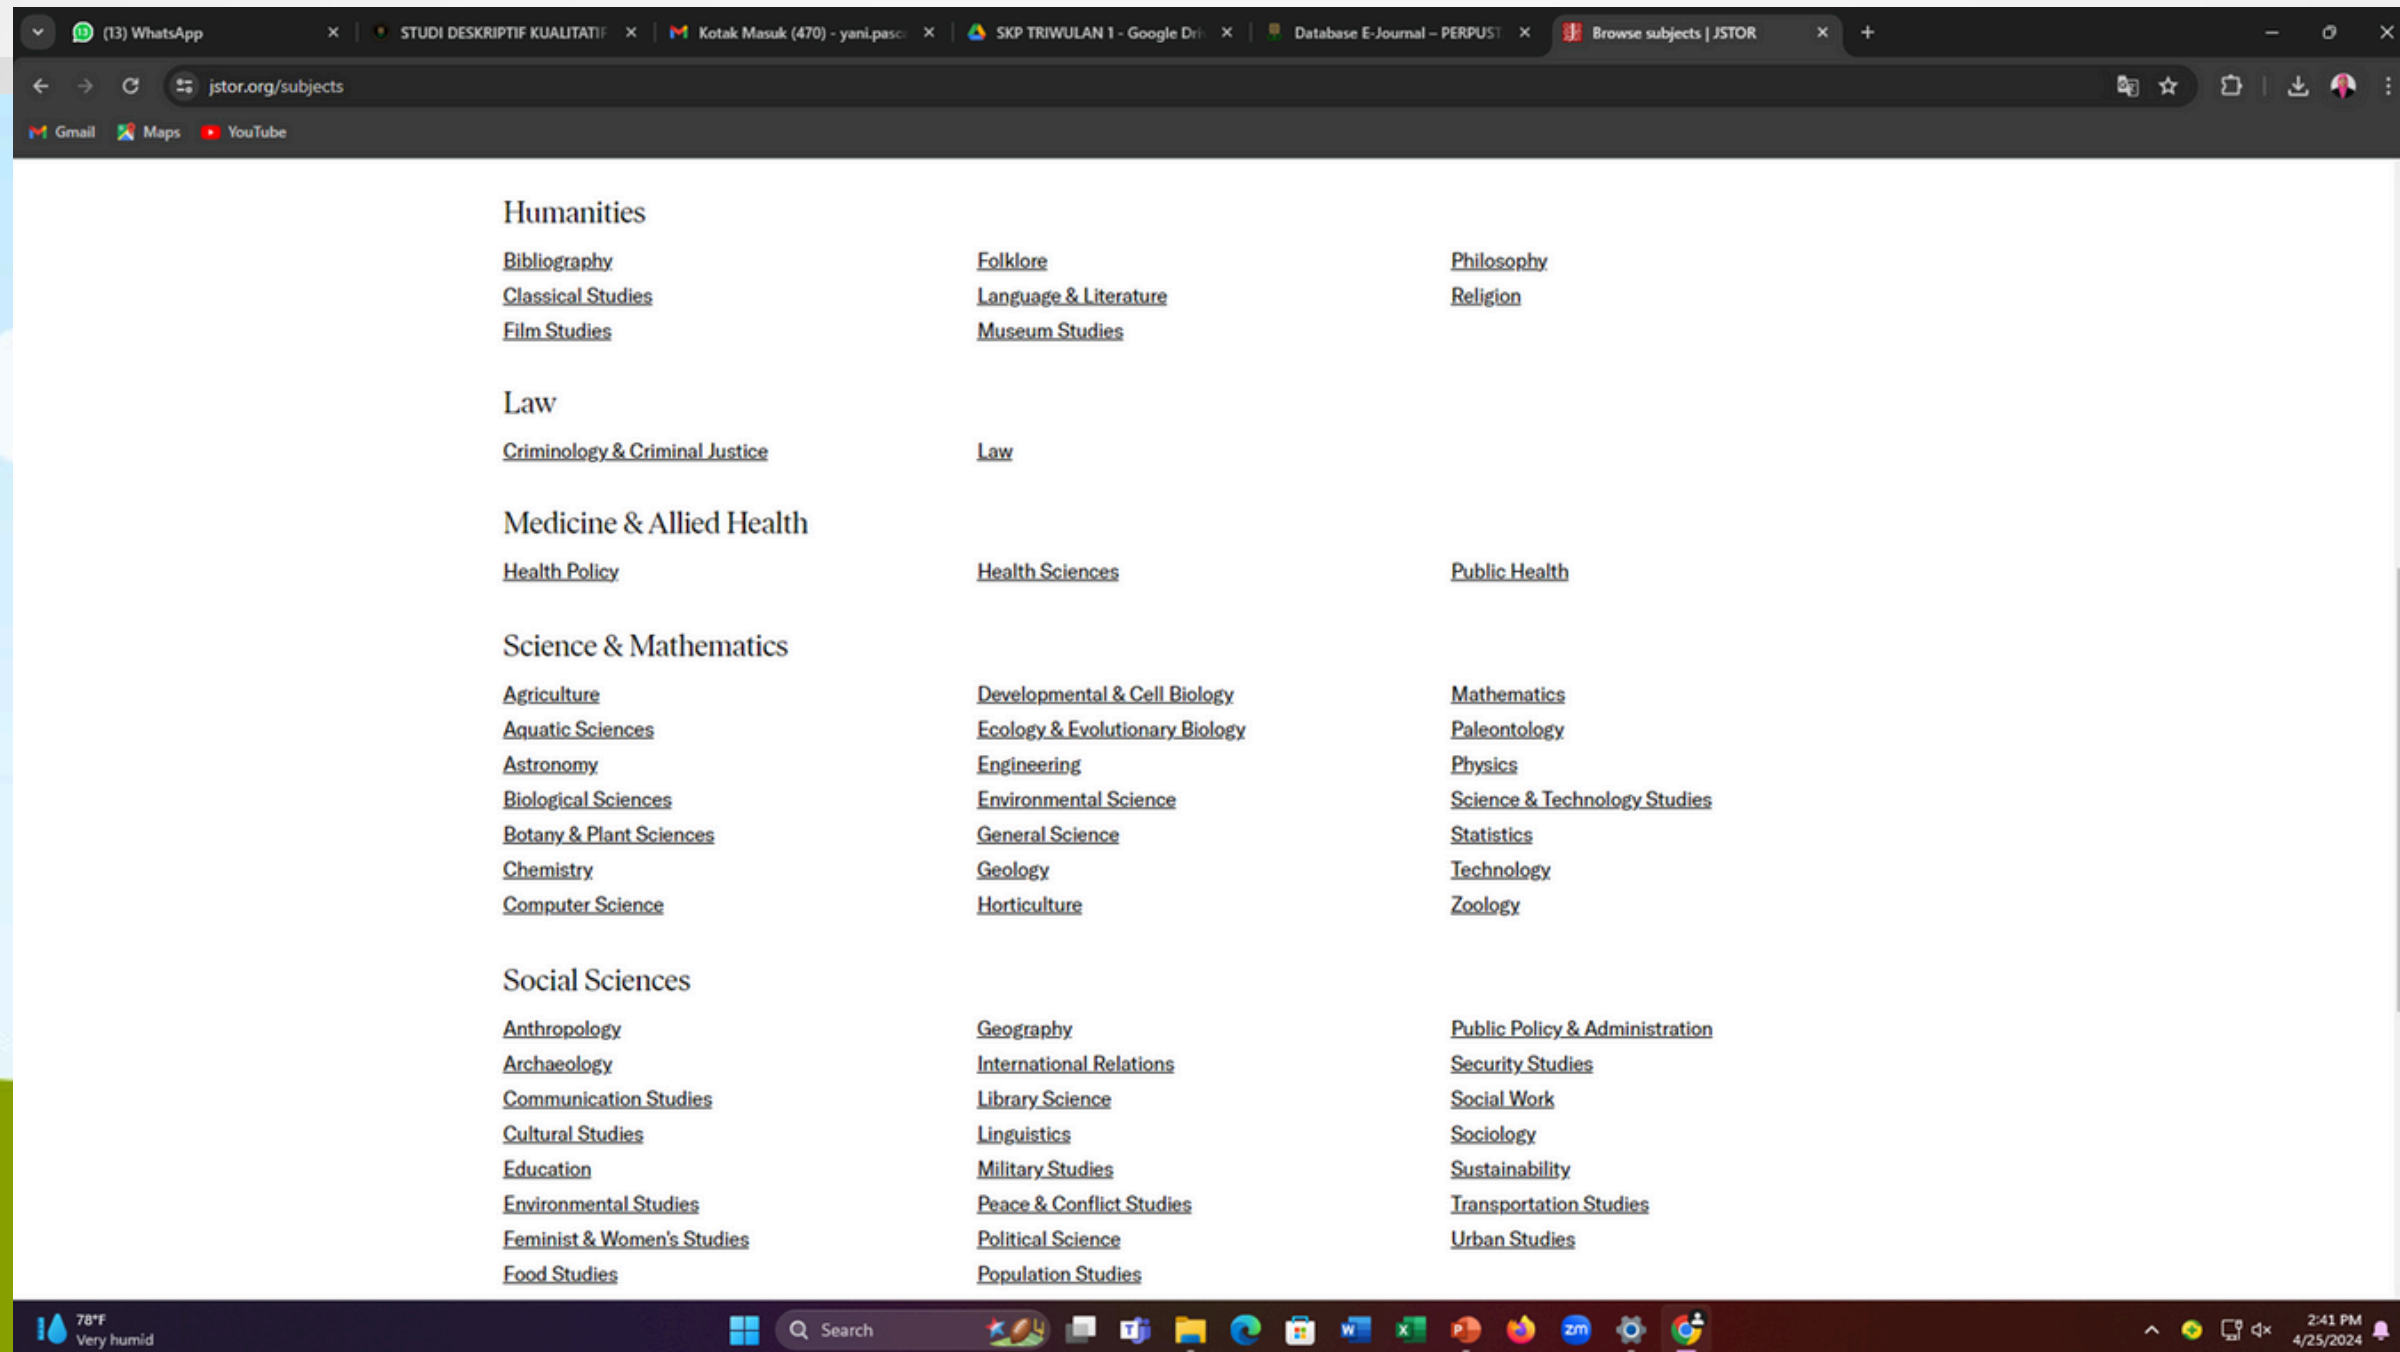 (13) WhatsApp
STUDI DESKRIPTIF KUALITATIF
Kotak Masuk (470) - yani.pasc
SKP TRIWULAN 1 - Google Dri
Database E-Journal – PERPUST
Browse subjects | JSTOR
jstor.org/subjects
Gmail Maps YouTube
Humanities
Bibliography Folklore Philosophy
Classical Studies Language & Literature Religion
Film Studies Museum Studies
Law
Criminology & Criminal Justice Law
Medicine & Allied Health
Health Policy Health Sciences Public Health
Science & Mathematics
Agriculture Developmental & Cell Biology Mathematics
Aquatic Sciences Ecology & Evolutionary Biology Paleontology
Astronomy Engineering Physics
Biological Sciences Environmental Science Science & Technology Studies
Botany & Plant Sciences General Science Statistics
Chemistry Geology Technology
Computer Science Horticulture Zoology
Social Sciences
Anthropology Geography Public Policy & Administration
Archaeology International Relations Security Studies
Communication Studies Library Science Social Work
Cultural Studies Linguistics Sociology
Education Military Studies Sustainability
Environmental Studies Peace & Conflict Studies Transportation Studies
Feminist & Women's Studies Political Science Urban Studies
Food Studies Population Studies
78°F
Very humid
Search
zm
2:41 PM
4/25/2024